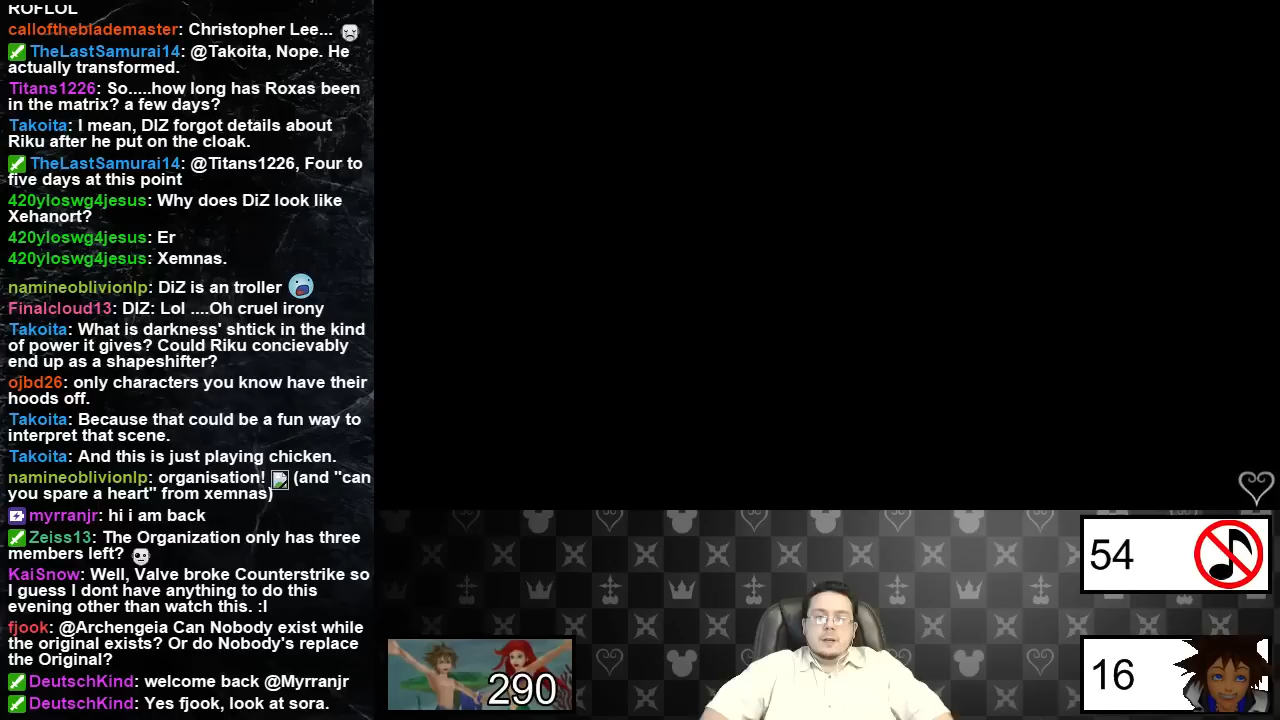 ROFLOL
callofthebladematster: Christopher Lee...
TheLastSamurai14: @Takoita, Nope. He
actually transformed.
Titans1226: So.....how long has Roxas been
in the matrix? a few days?
Takoita: I mean, DIZ forgot details about
Riku after he put on the cloak.
TheLastSamurai14: @Titans1226, Four to
five days at this point
420yloswg4jesus: Why does DiZ look like
Xehanort?
420yloswg4jesus: Er
420yloswg4jesus: Xemnas.
namineoblivionlp: DiZ is an troller
Finalcloud13: DIZ: Lol ....Oh cruel irony
Takoita: What is darkness' shtick in the kind
of power it gives? Could Riku concievably
end up as a shapeshifter?
ojbd26: only characters you know have their
hoods off.
Takoita: Because that could be a fun way to
interpret that scene.
Takoita: And this is just playing chicken.
namineoblivionlp: organisation! (and "can
you spare a heart" from xemnas)
myrranjr: hi i am back
Zeiss13: The Organization only has three
members left?
KaiSnow: Well, Valve broke Counterstrike so
I guess I dont have anything to do this
evening other than watch this. :l
fjook: @Archengeia Can Nobody exist while
the original exists? Or do Nobody's replace
the Original?
DeutschKind: welcome back @Myrranjr
DeutschKind: Yes fjook, look at sora.
54
290
16